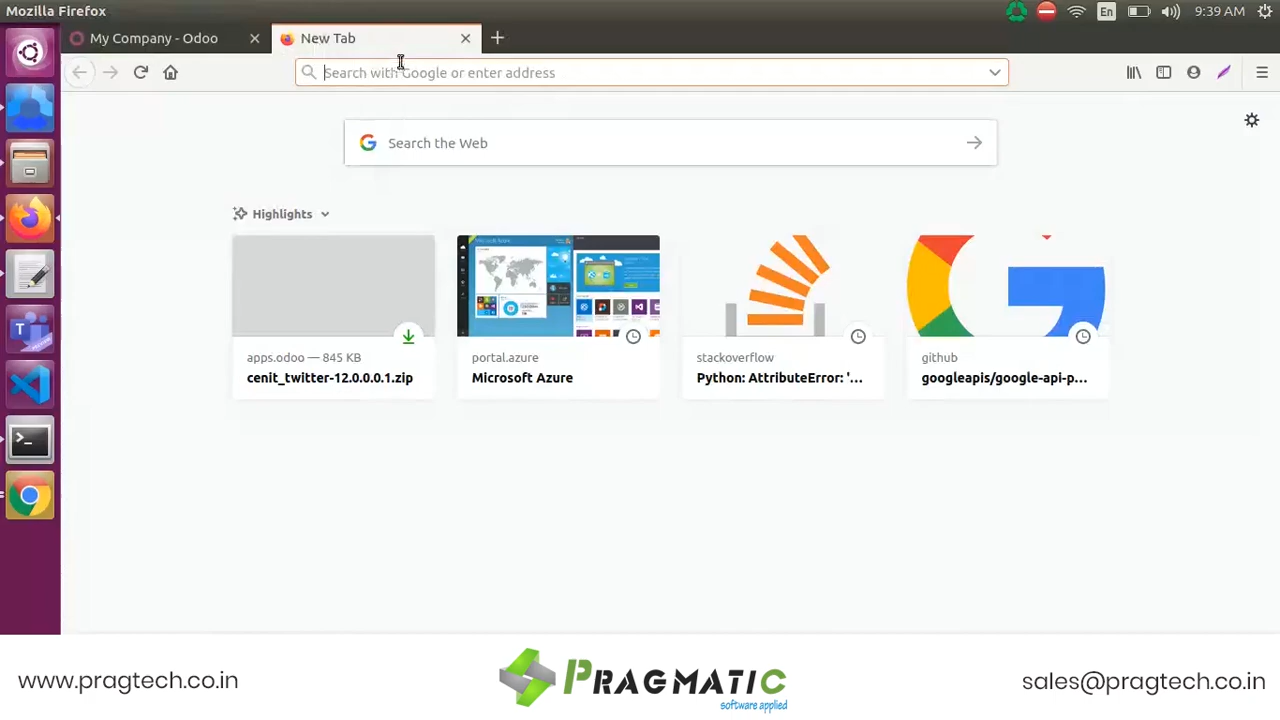 Mozilla Firefox
En
9:39 AM
My Company - Odoo
New Tab
Search with Google or enter address
Search the Web
Highlights
apps.odoo — 845 KB
cenit_twitter-12.0.0.0.1.zip
portal.azure
Microsoft Azure
stackoverflow
Python: AttributeError: '...
github
googleapis/google-api-p...
www.pragtech.co.in
PRAGMATIC
software applied
sales@pragtech.co.in